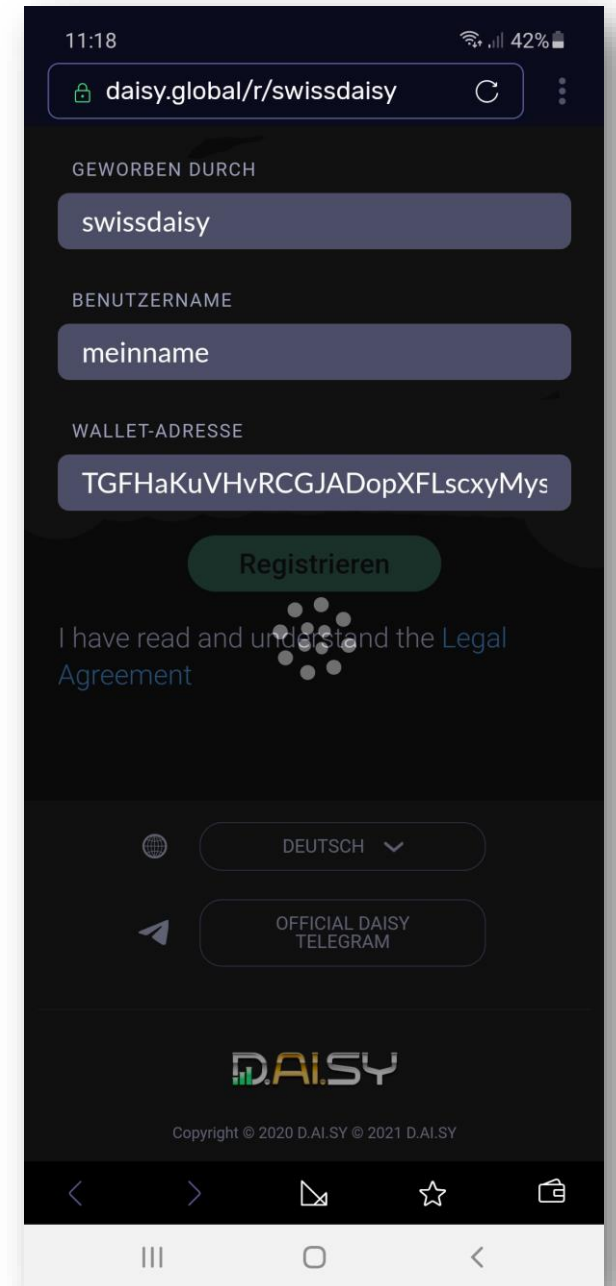 11:18
42%
daisy.global/r/swissdaisy
GEWORBEN DURCH
swissdaisy
BENUTZERNAME
meinname
WALLET-ADRESSE
TGFHaKuVHvRCGJADopXFLscxyMys
Registrieren
I have read and understand the Legal
Agreement
DEUTSCH
OFFICIAL DAISY
TELEGRAM
D.AI.SY
Copyright © 2020 D.AI.SY © 2021 D.AI.SY